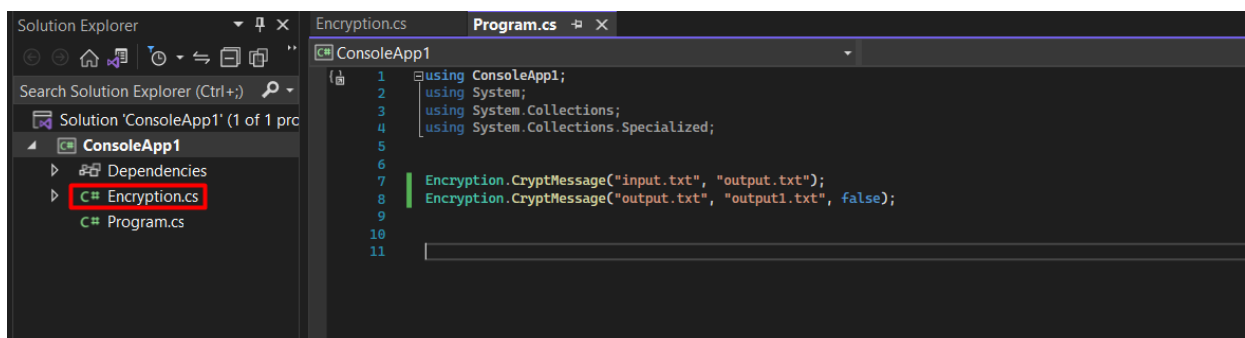 Solution Explorer
Search Solution Explorer (Ctrl+;)
Solution 'ConsoleApp1' (1 of 1 pro
ConsoleApp1
Dependencies
C# Encryption.cs
C# Program.cs
Encryption.cs Program.cs
C# ConsoleApp1
1 using ConsoleApp1;
2 using System;
3 using System.Collections;
4 using System.Collections.Specialized;
5
6
7 Encryption.CryptMessage("input.txt", "output.txt");
8 Encryption.CryptMessage("output.txt", "output1.txt", false);
9
10
11